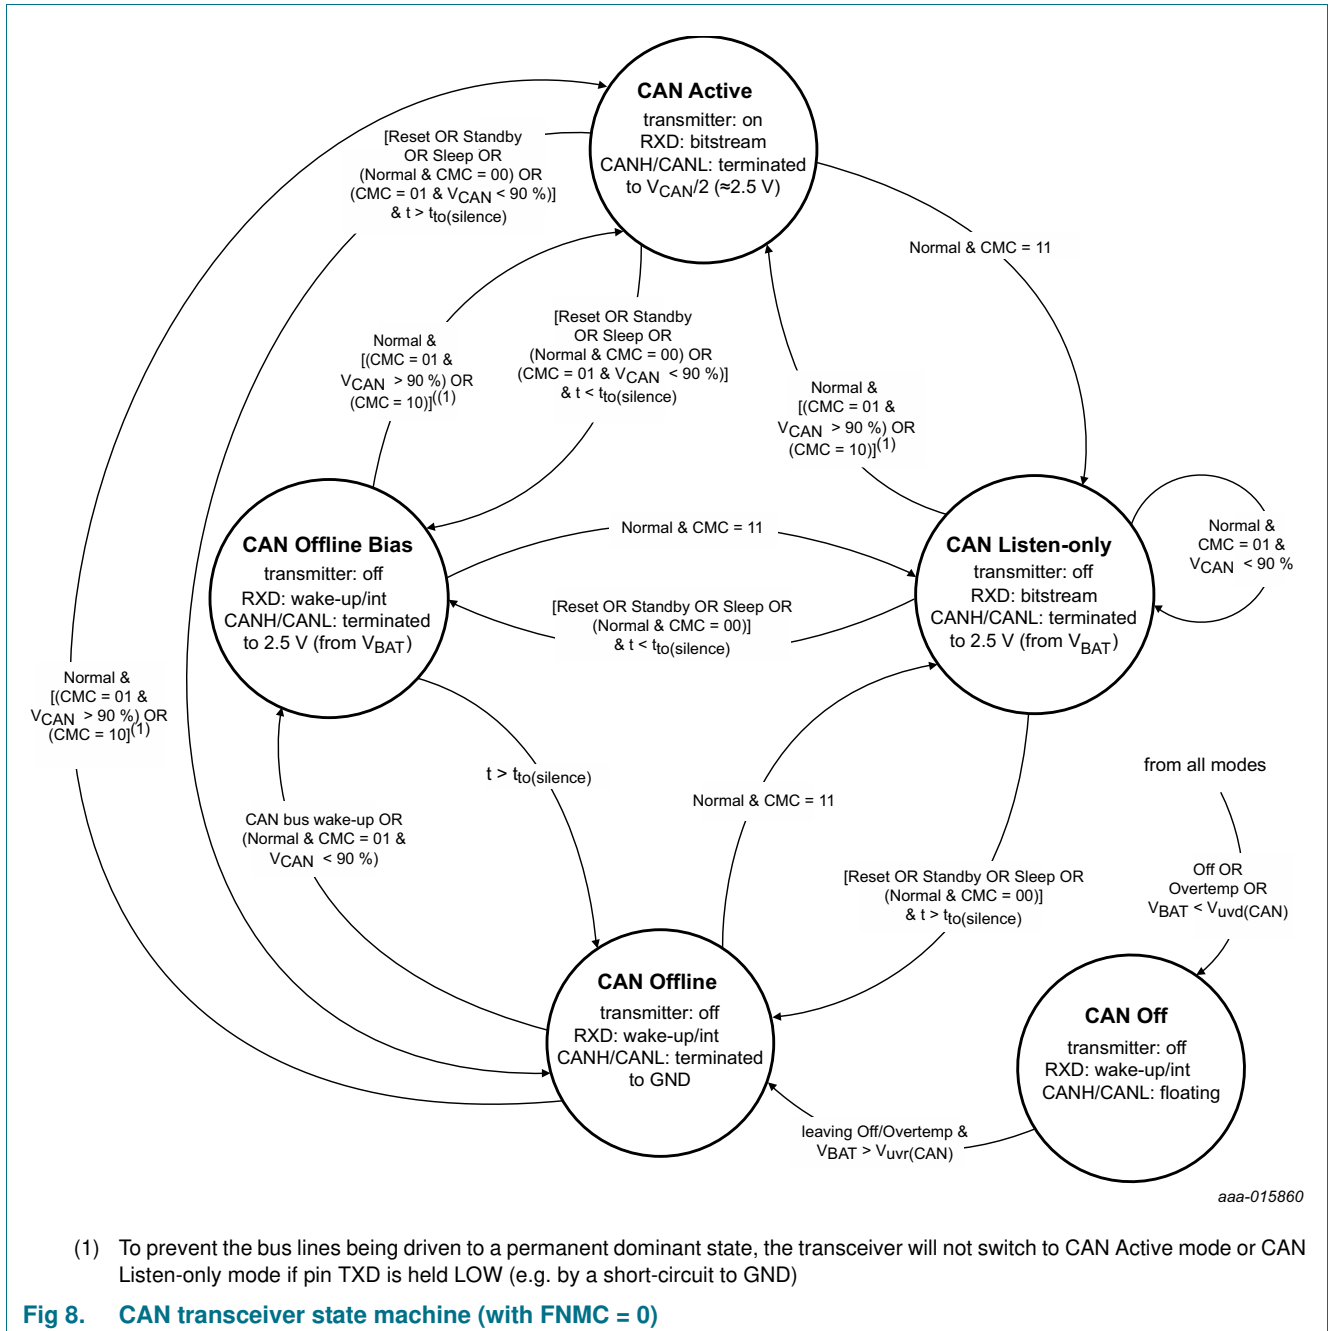 CAN Active
transmitter: on
RXD: bitstream
CANH/CANL: terminated
to VCAN/2 (≈2.5 V)
[Reset OR Standby
OR Sleep OR
(Normal & CMC = 00) OR
(CMC = 01 & VCAN < 90 %)]
& t > tto(silence)
Normal & CMC = 11
[Reset OR Standby
OR Sleep OR
(Normal & CMC = 00) OR
(CMC = 01 & VCAN < 90 %)]
& t < tto(silence)
Normal &
[(CMC = 01 &
VCAN > 90 %) OR
(CMC = 10)]((1)
Normal &
[(CMC = 01 &
VCAN > 90 %) OR
(CMC = 10)](1)
CAN Offline Bias
transmitter: off
RXD: wake-up/int
CANH/CANL: terminated
to 2.5 V (from VBAT)
Normal & CMC = 11
[Reset OR Standby OR Sleep OR
(Normal & CMC = 00)]
& t < tto(silence)
CAN Listen-only
transmitter: off
RXD: bitstream
CANH/CANL: terminated
to 2.5 V (from VBAT)
Normal &
CMC = 01 &
VCAN < 90 %
Normal &
[(CMC = 01 &
VCAN > 90 %) OR
(CMC = 10](1)
t > tto(silence)
CAN bus wake-up OR
(Normal & CMC = 01 &
VCAN < 90 %)
Normal & CMC = 11
[Reset OR Standby OR Sleep OR
(Normal & CMC = 00)]
& t > tto(silence)
from all modes
Off OR
Overtemp OR
VBAT < Vuvd(CAN)
CAN Offline
transmitter: off
RXD: wake-up/int
CANH/CANL: terminated
to GND
CAN Off
transmitter: off
RXD: wake-up/int
CANH/CANL: floating
leaving Off/Overtemp &
VBAT > Vuvr(CAN)
aaa-015860
(1) To prevent the bus lines being driven to a permanent dominant state, the transceiver will not switch to CAN Active mode or CAN
Listen-only mode if pin TXD is held LOW (e.g. by a short-circuit to GND)
Fig 8. CAN transceiver state machine (with FNMC = 0)